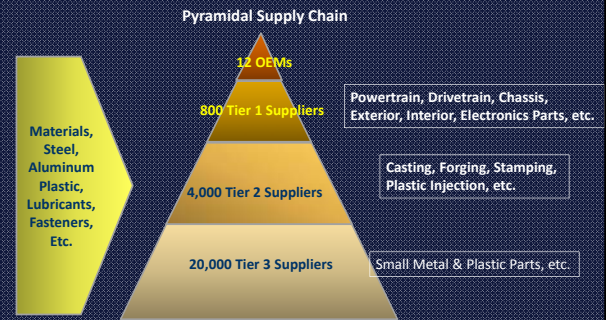 Pyramidal Supply Chain
12 OEMs
800 Tier 1 Suppliers
Powertrain, Drivetrain, Chassis,
Exterior, Interior, Electronics Parts, etc.
Materials,
Steel,
Aluminum
Plastic,
Lubricants,
Fasteners,
Etc.
4,000 Tier 2 Suppliers
Casting, Forging, Stamping,
Plastic Injection, etc.
20,000 Tier 3 Suppliers
Small Metal & Plastic Parts, etc.